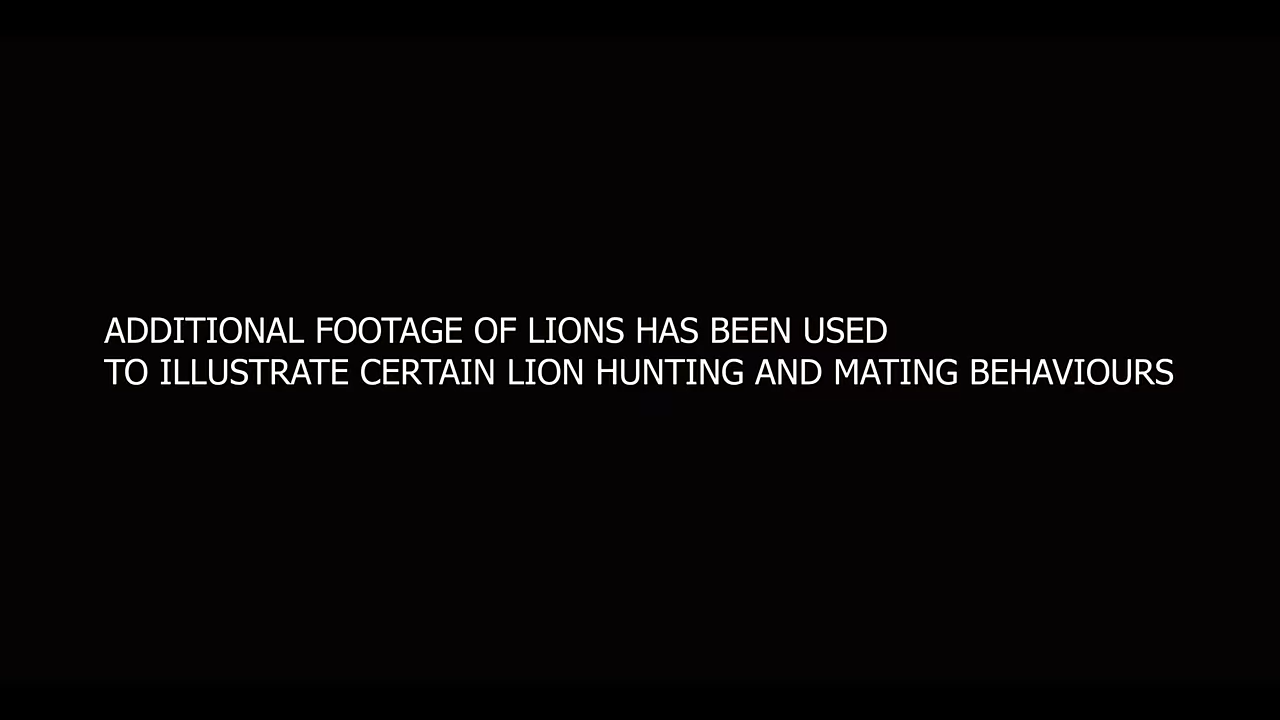 ADDITIONAL FOOTAGE OF LIONS HAS BEEN USED
TO ILLUSTRATE CERTAIN LION HUNTING AND MATING BEHAVIOURS